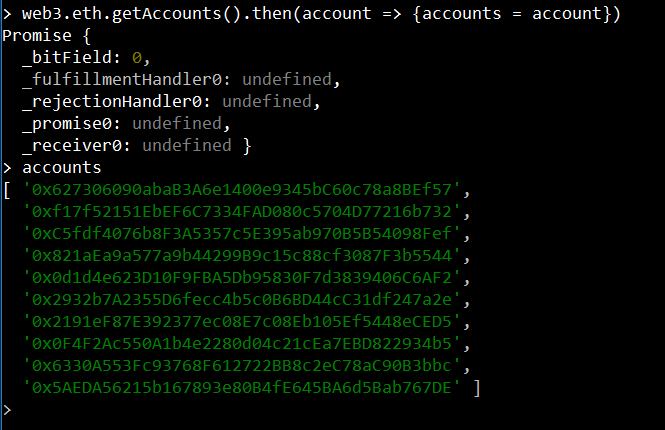 > web3.eth.getAccounts().then(account => {accounts = account})
Promise {
  _bitField: 0,
  _fulfillmentHandler0: undefined,
  _rejectionHandler0: undefined,
  _promise0: undefined,
  _receiver0: undefined }
> accounts
[ '0x627306090abaB3A6e1400e9345bC60c78a8BEf57',
  '0xf17f52151EbEF6C7334FAD080c5704D77216b732',
  '0xC5fdf4076b8F3A5357c5E395ab970B5B54098Fef',
  '0x821aEa9a577a9b44299B9c15c88cf3087F3b5544',
  '0x0d1d4e623D10F9FBA5Db95830F7d3839406C6AF2',
  '0x2932b7A2355D6fecc4b5c0B6BD44cC31df247a2e',
  '0x2191eF87E392377ec08E7c08Eb105Ef5448eCED5',
  '0x0F4F2Ac550A1b4e2280d04c21cEa7EBD822934b5',
  '0x6330A553Fc93768F612722BB8c2eC78aC90B3bbc',
  '0x5AEDA56215b167893e80B4fE645BA6d5Bab767DE' ]
>